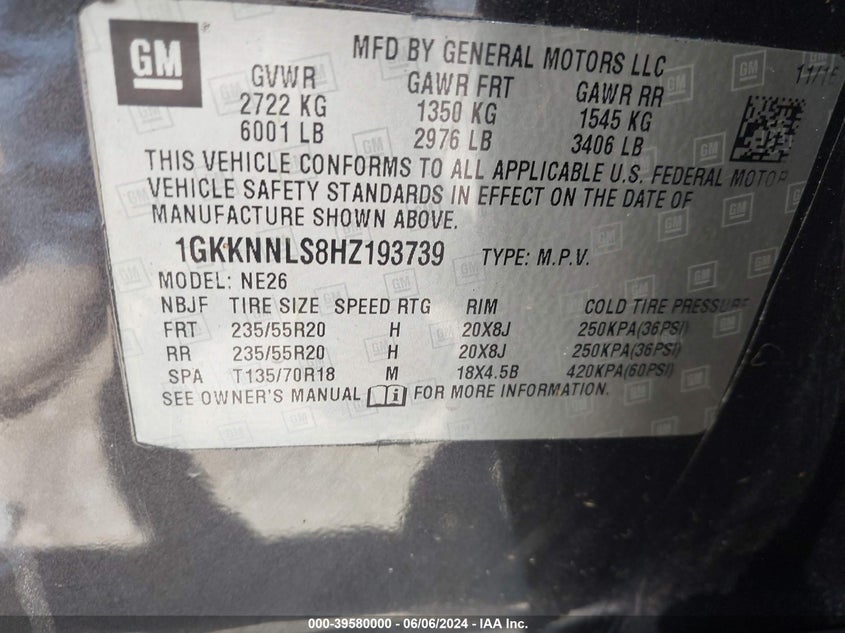 GM
MFD BY GENERAL MOTORS LLC
11/16
GVWR GAWR FRT GAWR RR
2722 KG 1350 KG 1545 KG
6001 LB 2976 LB 3406 LB
THIS VEHICLE CONFORMS TO ALL APPLICABLE U.S. FEDERAL MOTOR
VEHICLE SAFETY STANDARDS IN EFFECT ON THE DATE OF
MANUFACTURE SHOWN ABOVE.
1GKKNNLS8HZ193739 TYPE: M.P.V.
MODEL: NE26
NBJF TIRE SIZE SPEED RTG RIM COLD TIRE PRESSURE
FRT 235/55R20 H 20X8J 250KPA(36PSI)
RR 235/55R20 H 20X8J 250KPA(36PSI)
SPA T135/70R18 M 18X4.5B 420KPA(60PSI)
SEE OWNER'S MANUAL i FOR MORE INFORMATION.
000-39580000 - 06/06/2024 - IAA Inc.